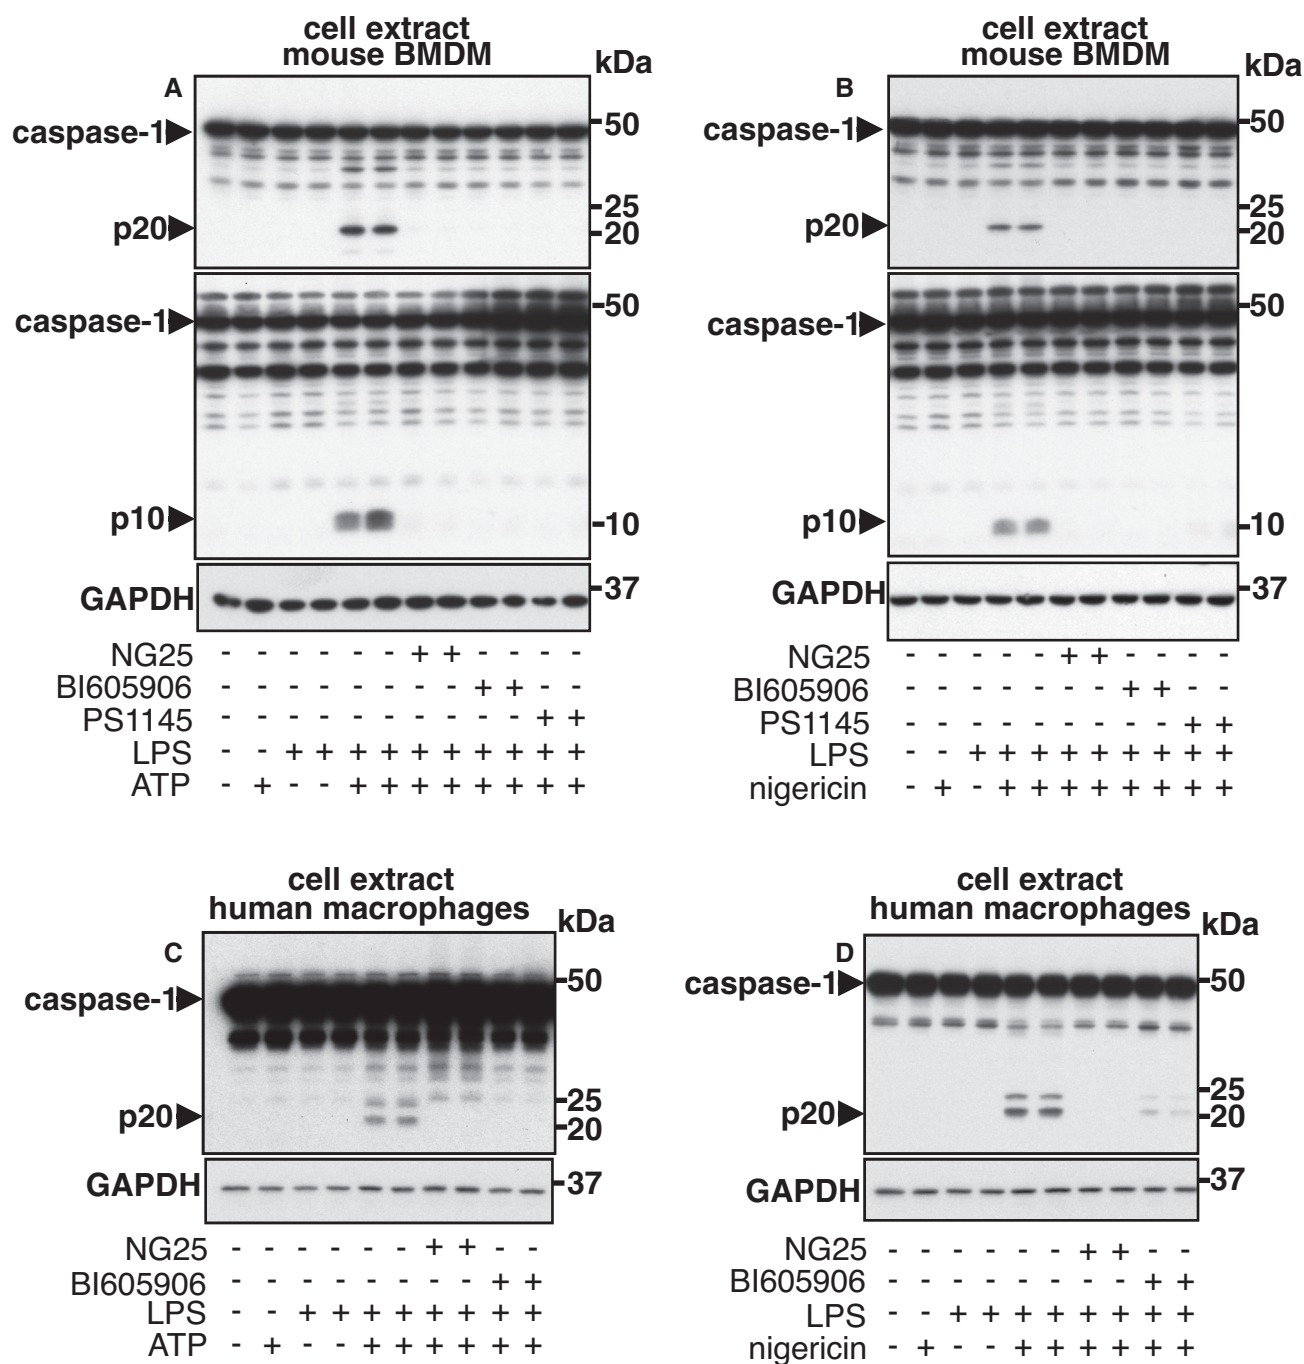 cell extract
mouse BMDM
kDa
A
caspase-1
50
25
p20
20
caspase-1
50
p10
10
GAPDH
37
NG25 - - - - - - + + - - - -
BI605906 - - - - - - - - + + - -
PS1145 - - - - - - - - - - + +
LPS - - + + + + + + + + + +
ATP - + - - + + + + + + + +
cell extract
mouse BMDM
kDa
B
caspase-1
50
25
p20
20
caspase-1
50
p10
10
GAPDH
37
NG25 - - - - - + + - - - -
BI605906 - - - - - - - + + - -
PS1145 - - - - - - - - - + +
LPS - - + + + + + + + + +
nigericin - + - + + + + + + + +
cell extract
human macrophages
kDa
C
caspase-1
50
25
p20
20
GAPDH
37
NG25 - - - - - - + + - -
BI605906 - - - - - - - - + +
LPS - - + + + + + + + +
ATP - + - - + + + + + +
cell extract
human macrophages
kDa
D
caspase-1
50
25
p20
20
GAPDH
37
NG25 - - - - - - + + - -
BI605906 - - - - - - - - + +
LPS - - + + + + + + + +
nigericin - + - - + + + + + +